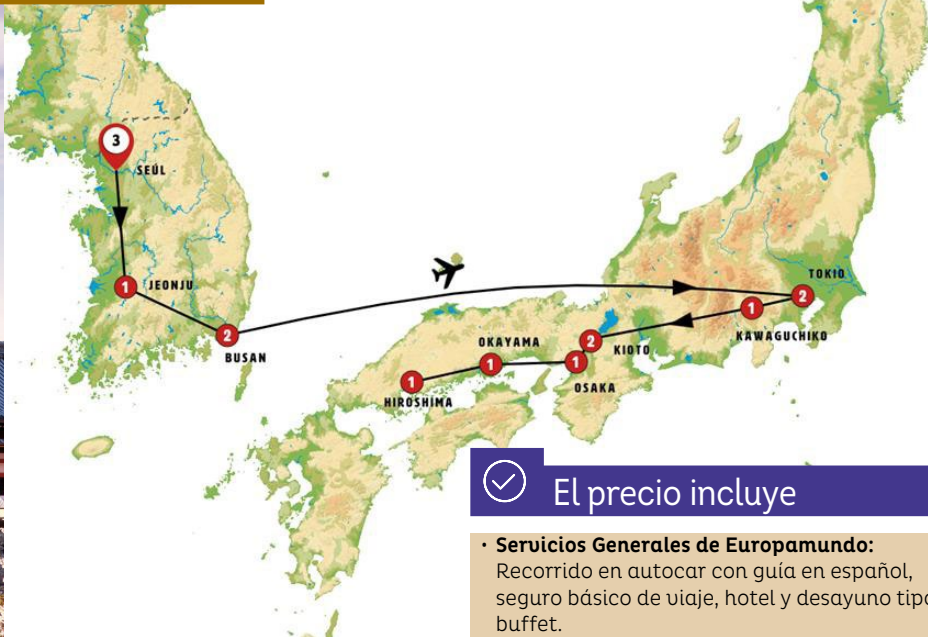 3
SEÚL
1
JEONJU
2
BUSAN
TOKIO
2
1
KAWAGUCHIKO
2
KIOTO
OKAYAMA
1
1
OSAKA
1
HIROSHIMA
El precio incluye
• Servicios Generales de Europamundo:
Recorrido en autocar con guía en español,
seguro básico de viaje, hotel y desayuno tipo
buffet.